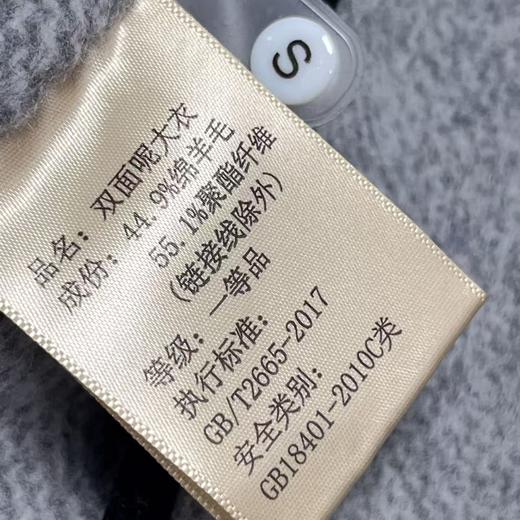 S
品名：双面呢大衣
成份：44.9%绵羊毛
55.1%聚酯纤维
(链接线除外)
等级：一等品
执行标准：
GB/T2665-2017
安全类别：
GB18401-2010C类